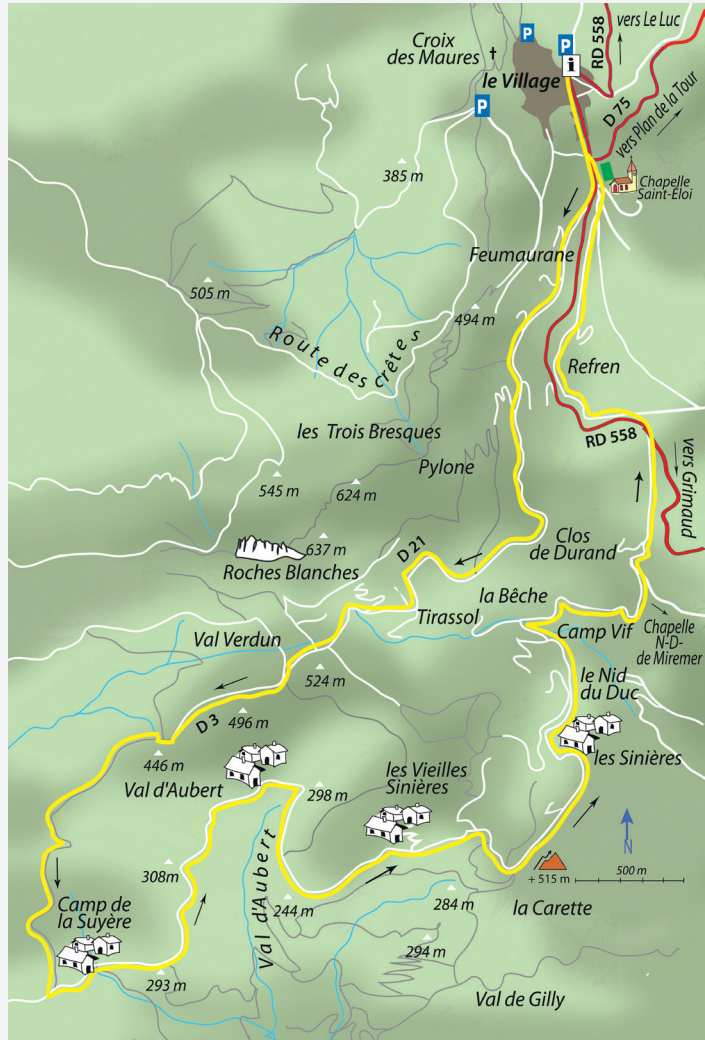 P
P
i
P
RD 558
vers Le Luc
Croix
des Maures
le Village
D 75
vers Plan de la Tour
385 m
Chapelle
Saint-Eloi
Feumaurane
505 m
494 m
Route des crêtes
Refren
les Trois Bresques
RD 558
vers Grimaud
Pylone
545 m
624 m
637 m
Roches Blanches
D 21
Clos
de Durand
la Bêche
Tirassol
Camp Vif
Chapelle
N-D-
de Miremer
Val Verdun
524 m
le Nid
du Duc
D 3
496 m
446 m
les Sinières
Val d'Aubert
298 m
les Vieilles
Sinières
N
308m
Val d'Aubert
+ 515 m
500 m
Camp de
la Suyère
244 m
284 m
la Carette
294 m
293 m
Val de Gilly